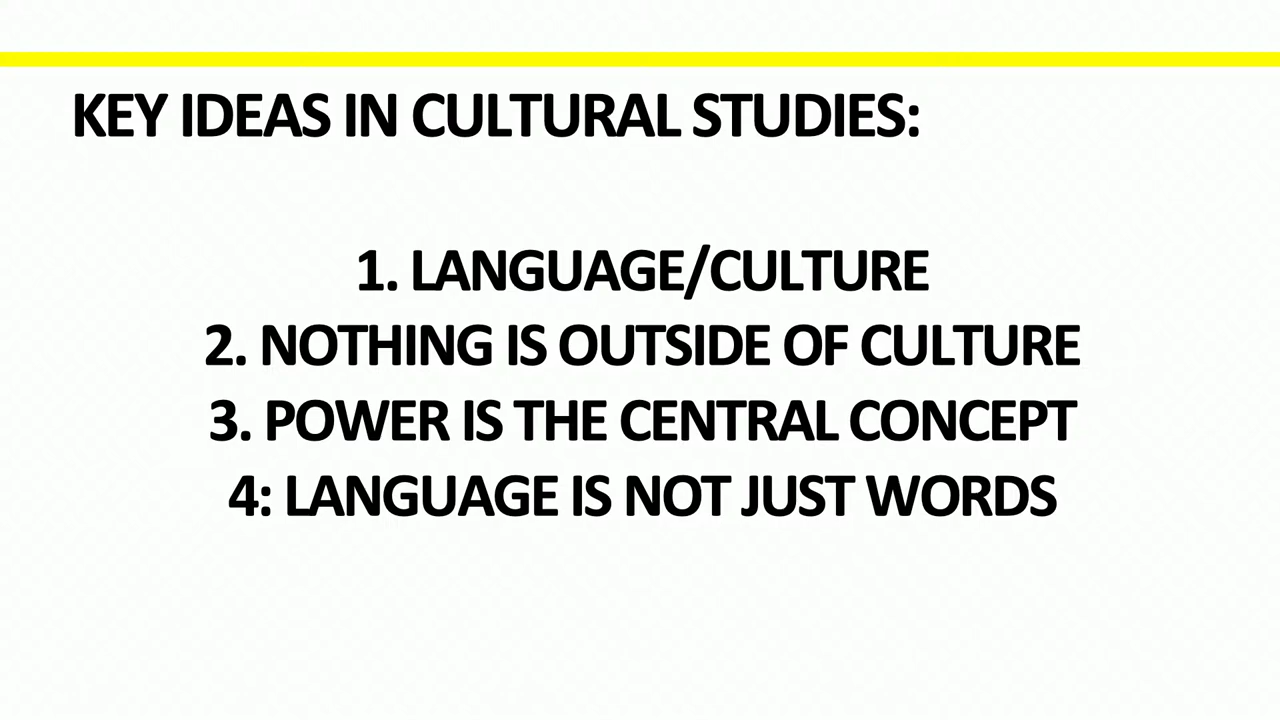 KEY IDEAS IN CULTURAL STUDIES:
1. LANGUAGE/CULTURE
2. NOTHING IS OUTSIDE OF CULTURE
3. POWER IS THE CENTRAL CONCEPT
4: LANGUAGE IS NOT JUST WORDS